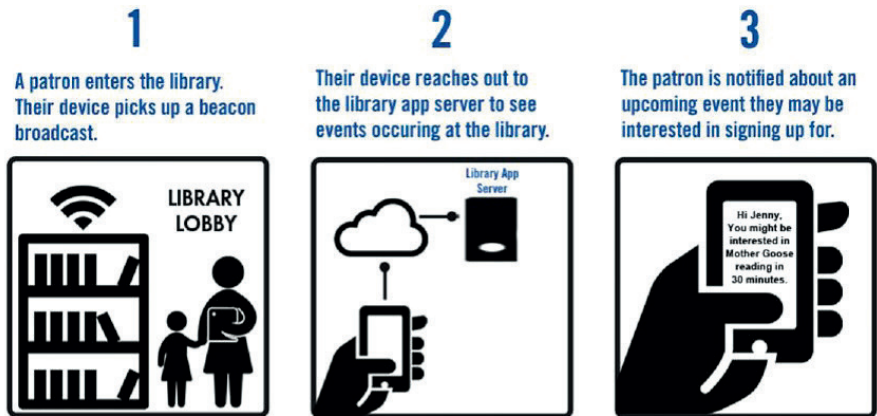 1
A patron enters the library.
Their device picks up a beacon
broadcast.
LIBRARY
LOBBY
2
Their device reaches out to
the library app server to see
events occuring at the library.
Library App
Server
3
The patron is notified about an
upcoming event they may be
interested in signing up for.
Hi Jenny,
You might be
interested in
Mother Goose
reading in
30 minutes.